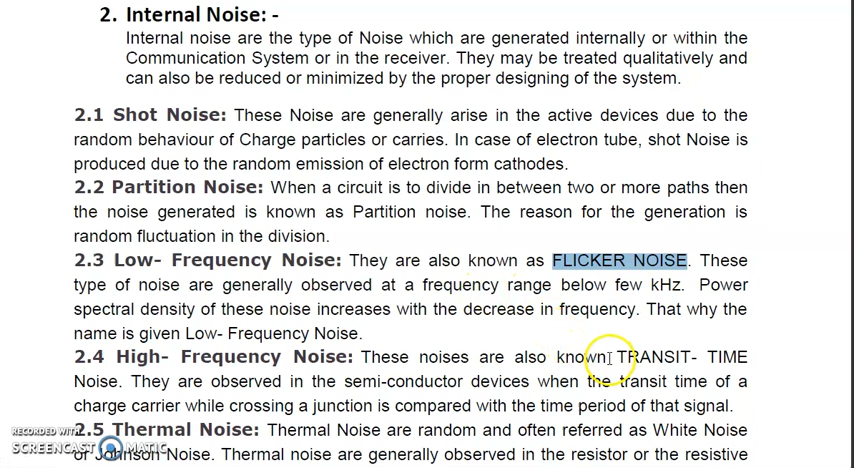 2. Internal Noise: -
Internal noise are the type of Noise which are generated internally or within the
Communication System or in the receiver. They may be treated qualitatively and
can also be reduced or minimized by the proper designing of the system.
2.1 Shot Noise: These Noise are generally arise in the active devices due to the
random behaviour of Charge particles or carries. In case of electron tube, shot Noise is
produced due to the random emission of electron form cathodes.
2.2 Partition Noise: When a circuit is to divide in between two or more paths then
the noise generated is known as Partition noise. The reason for the generation is
random fluctuation in the division.
2.3 Low- Frequency Noise: They are also known as FLICKER NOISE. These
type of noise are generally observed at a frequency range below few kHz. Power
spectral density of these noise increases with the decrease in frequency. That why the
name is given Low- Frequency Noise.
2.4 High- Frequency Noise: These noises are also known TRANSIT- TIME
Noise. They are observed in the semi-conductor devices when the transit time of a
charge carrier while crossing a junction is compared with the time period of that signal.
2.5 Thermal Noise: Thermal Noise are random and often referred as White Noise
or Johnson Noise. Thermal noise are generally observed in the resistor or the resistive
RECORDED WITH
SCREENCAST MATIC